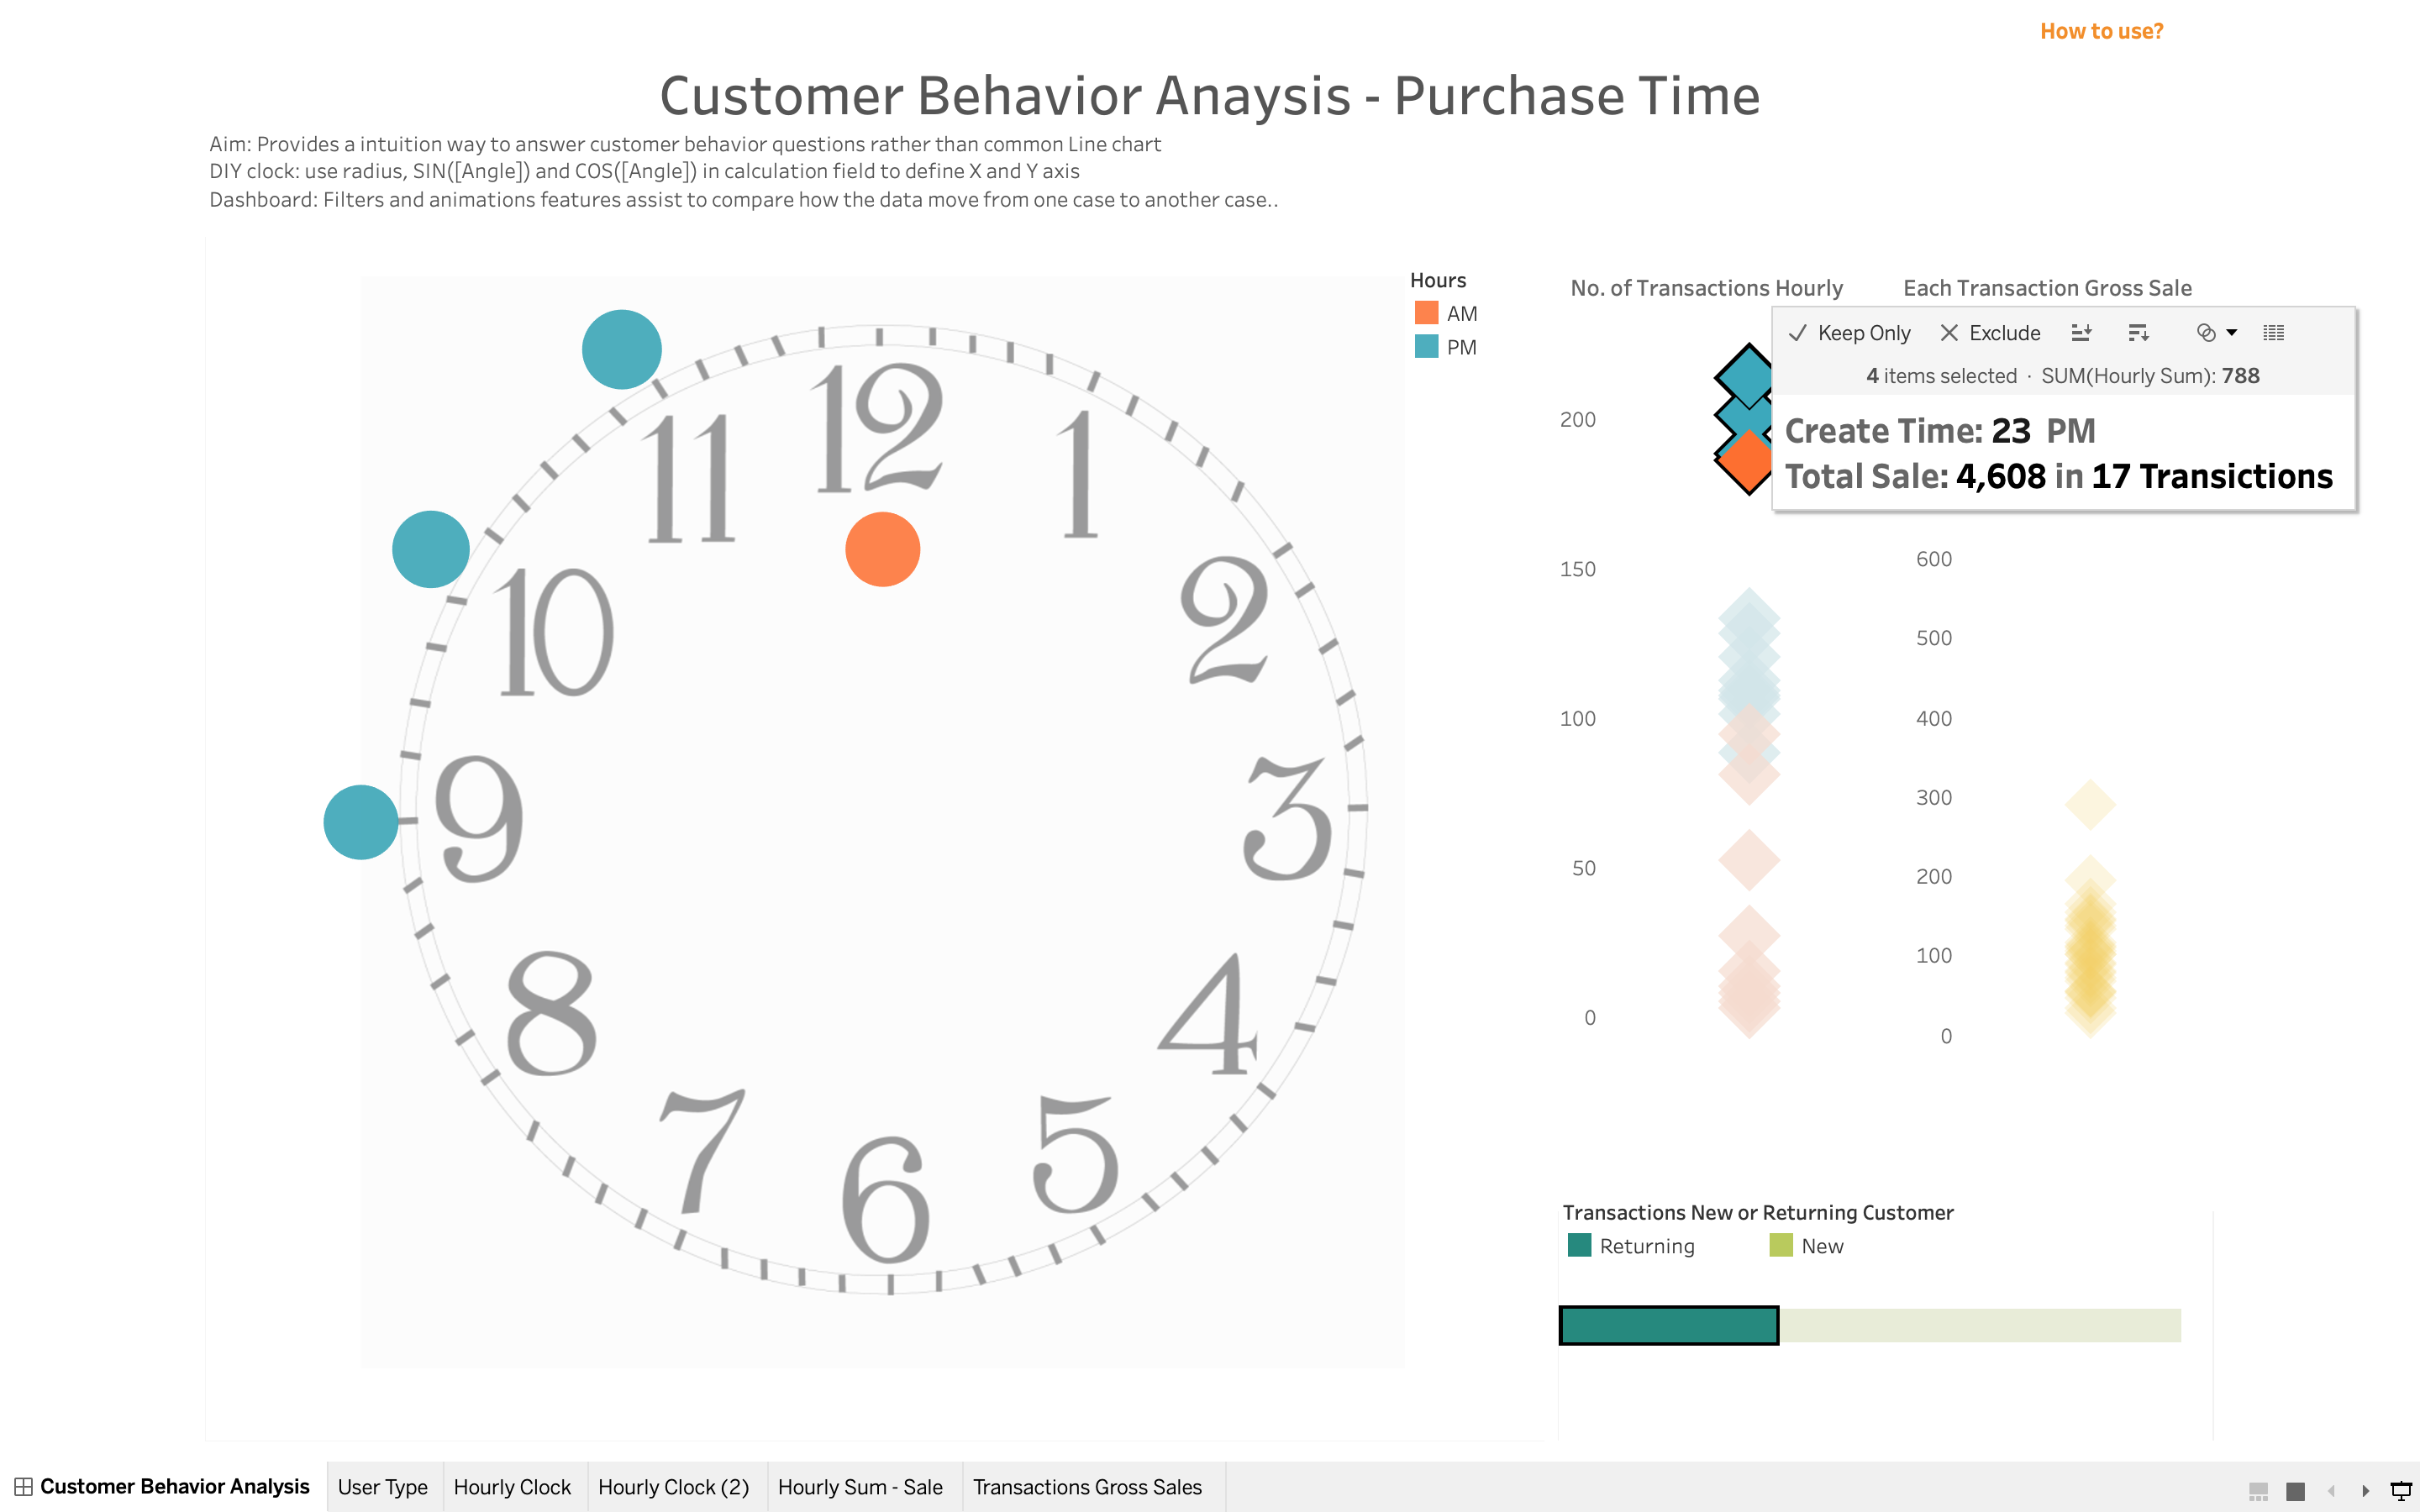 How to use?
Customer Behavior Anaysis - Purchase Time
Aim: Provides a intuition way to answer customer behavior questions rather than common Line chart
DIY clock: use radius, SIN([Angle]) and COS([Angle]) in calculation field to define X and Y axis
Dashboard: Filters and animations features assist to compare how the data move from one case to another case..
12
1
2
3
4
5
6
7
8
9
10
11
Hours
AM
PM
No. of Transactions Hourly
200
150
100
50
0
Each Transaction Gross Sale
600
500
400
300
200
100
0
Keep Only Exclude
4 items selected · SUM(Hourly Sum): 788
Create Time: 23 PM
Total Sale: 4,608 in 17 Transictions
Transactions New or Returning Customer
Returning New
Customer Behavior Analysis User Type Hourly Clock Hourly Clock (2) Hourly Sum - Sale Transactions Gross Sales